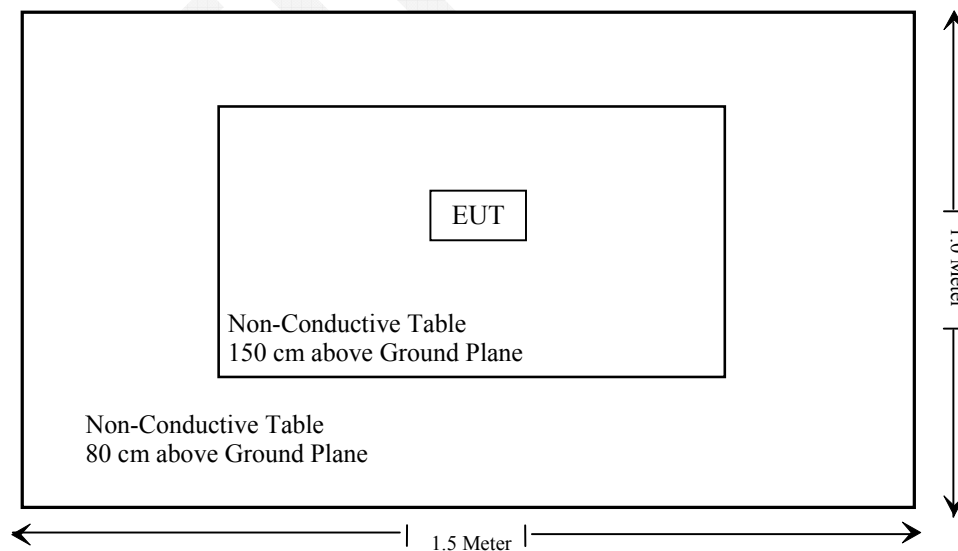 EUT
Non-Conductive Table
150 cm above Ground Plane
Non-Conductive Table
80 cm above Ground Plane
1.5 Meter
Meter